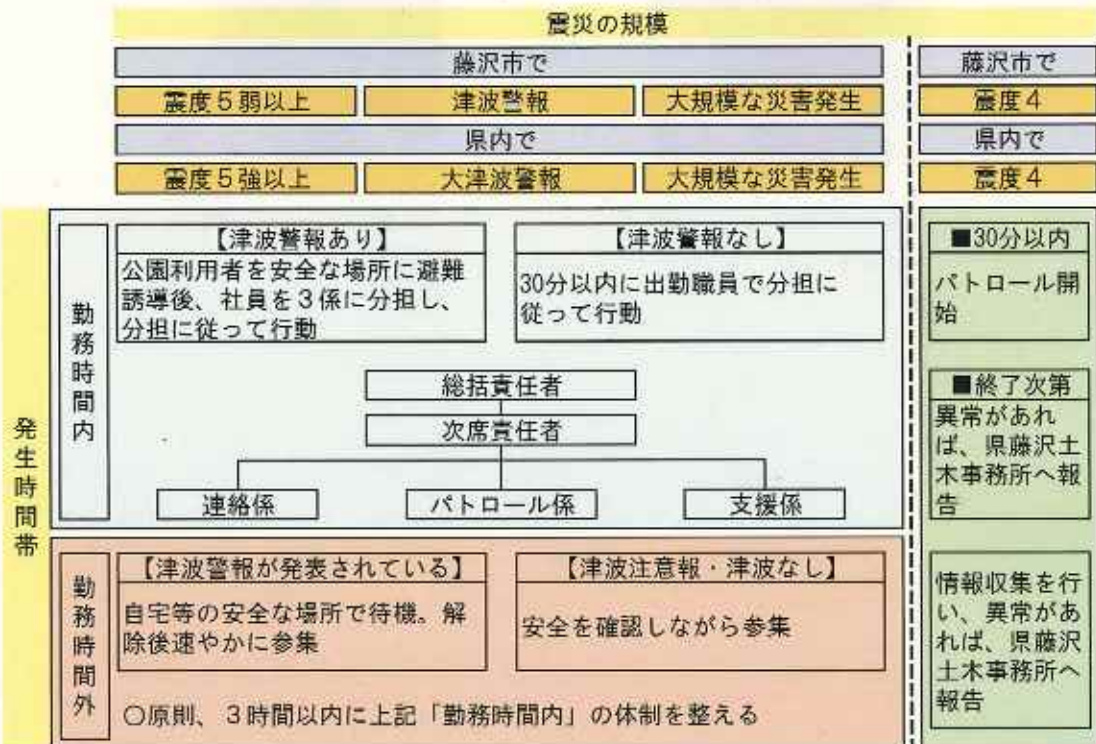 震災の規模
藤沢市で
藤沢市で
震度5弱以上
津波警報
大規模な災害発生
震度4
県内で
県内で
震度5強以上
大津波警報
大規模な災害発生
震度4
発生時間帯
勤務時間内
【津波警報あり】
公園利用者を安全な場所に避難
誘導後、社員を3係に分担し、
分担に従って行動
【津波警報なし】
30分以内に出勤職員で分担に
従って行動
総括責任者
次席責任者
連絡係
パトロール係
支援係
■30分以内
パトロール開
始
■終了次第
異常があれ
ば、県藤沢土
木事務所へ報
告
勤務時間外
【津波警報が発表されている】
自宅等の安全な場所で待機。解
除後速やかに参集
【津波注意報・津波なし】
安全を確認しながら参集
○原則、3時間以内に上記「勤務時間内」の体制を整える
情報収集を行
い、異常があ
れば、県藤沢
土木事務所へ
報告